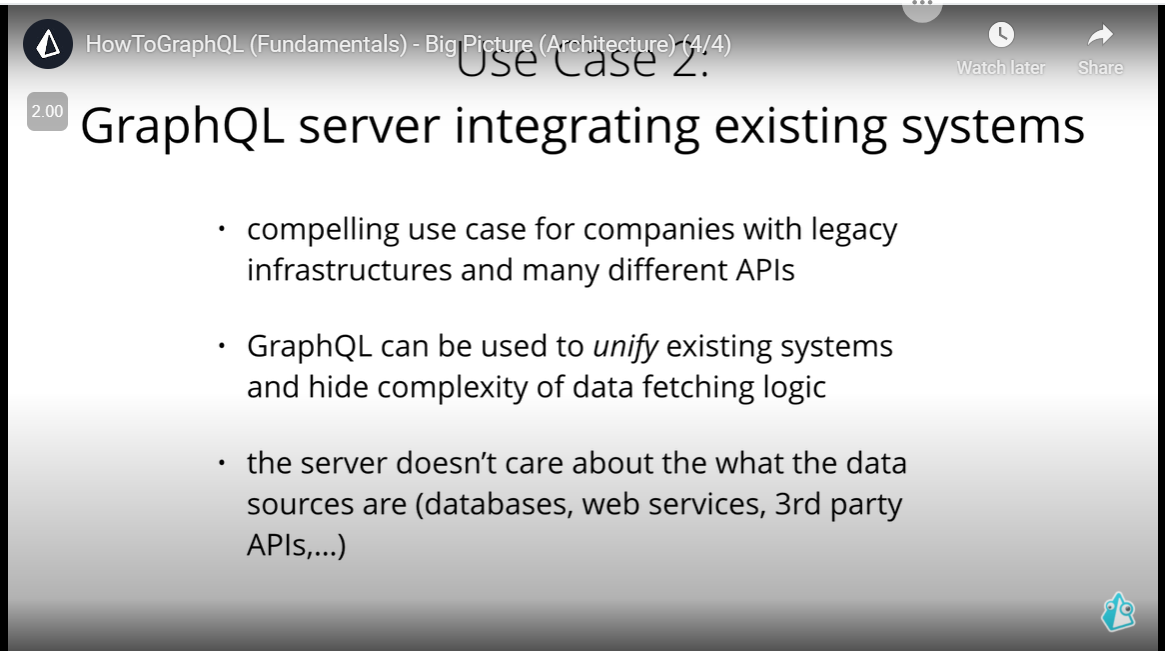 HowToGraphQL (Fundamentals) - Big Picture (Architecture) (4/4)
Watch later
Share
Use Case 2:
2.00
GraphQL server integrating existing systems
• compelling use case for companies with legacy
infrastructures and many different APIs
• GraphQL can be used to unify existing systems
and hide complexity of data fetching logic
• the server doesn’t care about the what the data
sources are (databases, web services, 3rd party
APIs,...)